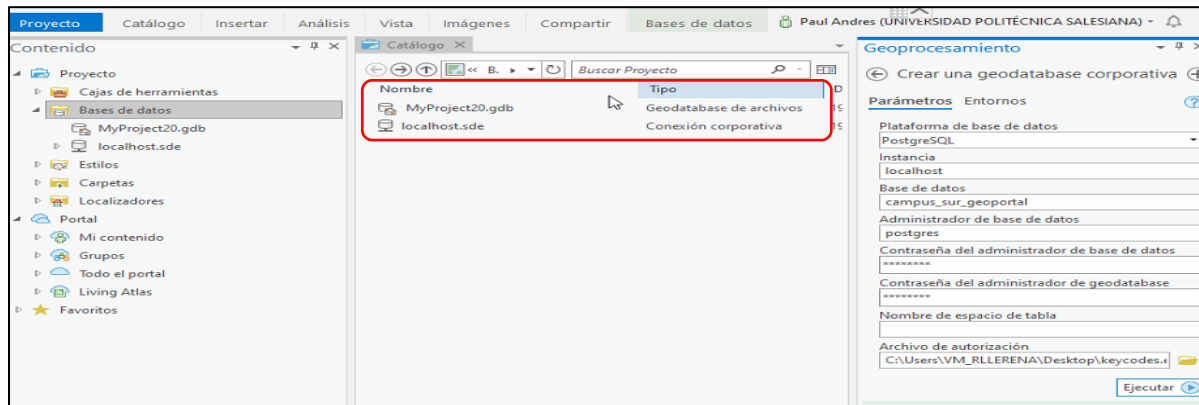 Proyecto Catálogo Insertar Análisis Vista Imágenes Compartir Bases de datos Paul Andres (UNIVERSIDAD POLITÉCNICA SALESIANA)
Contenido
Proyecto
Cajas de herramientas
Bases de datos
MyProject20.gdb
localhost.sde
Estilos
Carpetas
Localizadores
Portal
Mi contenido
Grupos
Todo el portal
Living Atlas
Favoritos
Catálogo
B. Buscar Proyecto
Nombre Tipo D
MyProject20.gdb Geodatabase de archivos
localhost.sde Conexión corporativa
Geoprocesamiento
Crear una geodatabase corporativa
Parámetros Entornos
Plataforma de base de datos
PostgreSQL
Instancia
localhost
Base de datos
campus_sur_geoportal
Administrador de base de datos
postgres
Contraseña del administrador de base de datos
********
Contraseña del administrador de geodatabase
********
Nombre de espacio de tabla
Archivo de autorización
C:\Users\VM_RLLERENA\Desktop\keycodes.
Ejecutar